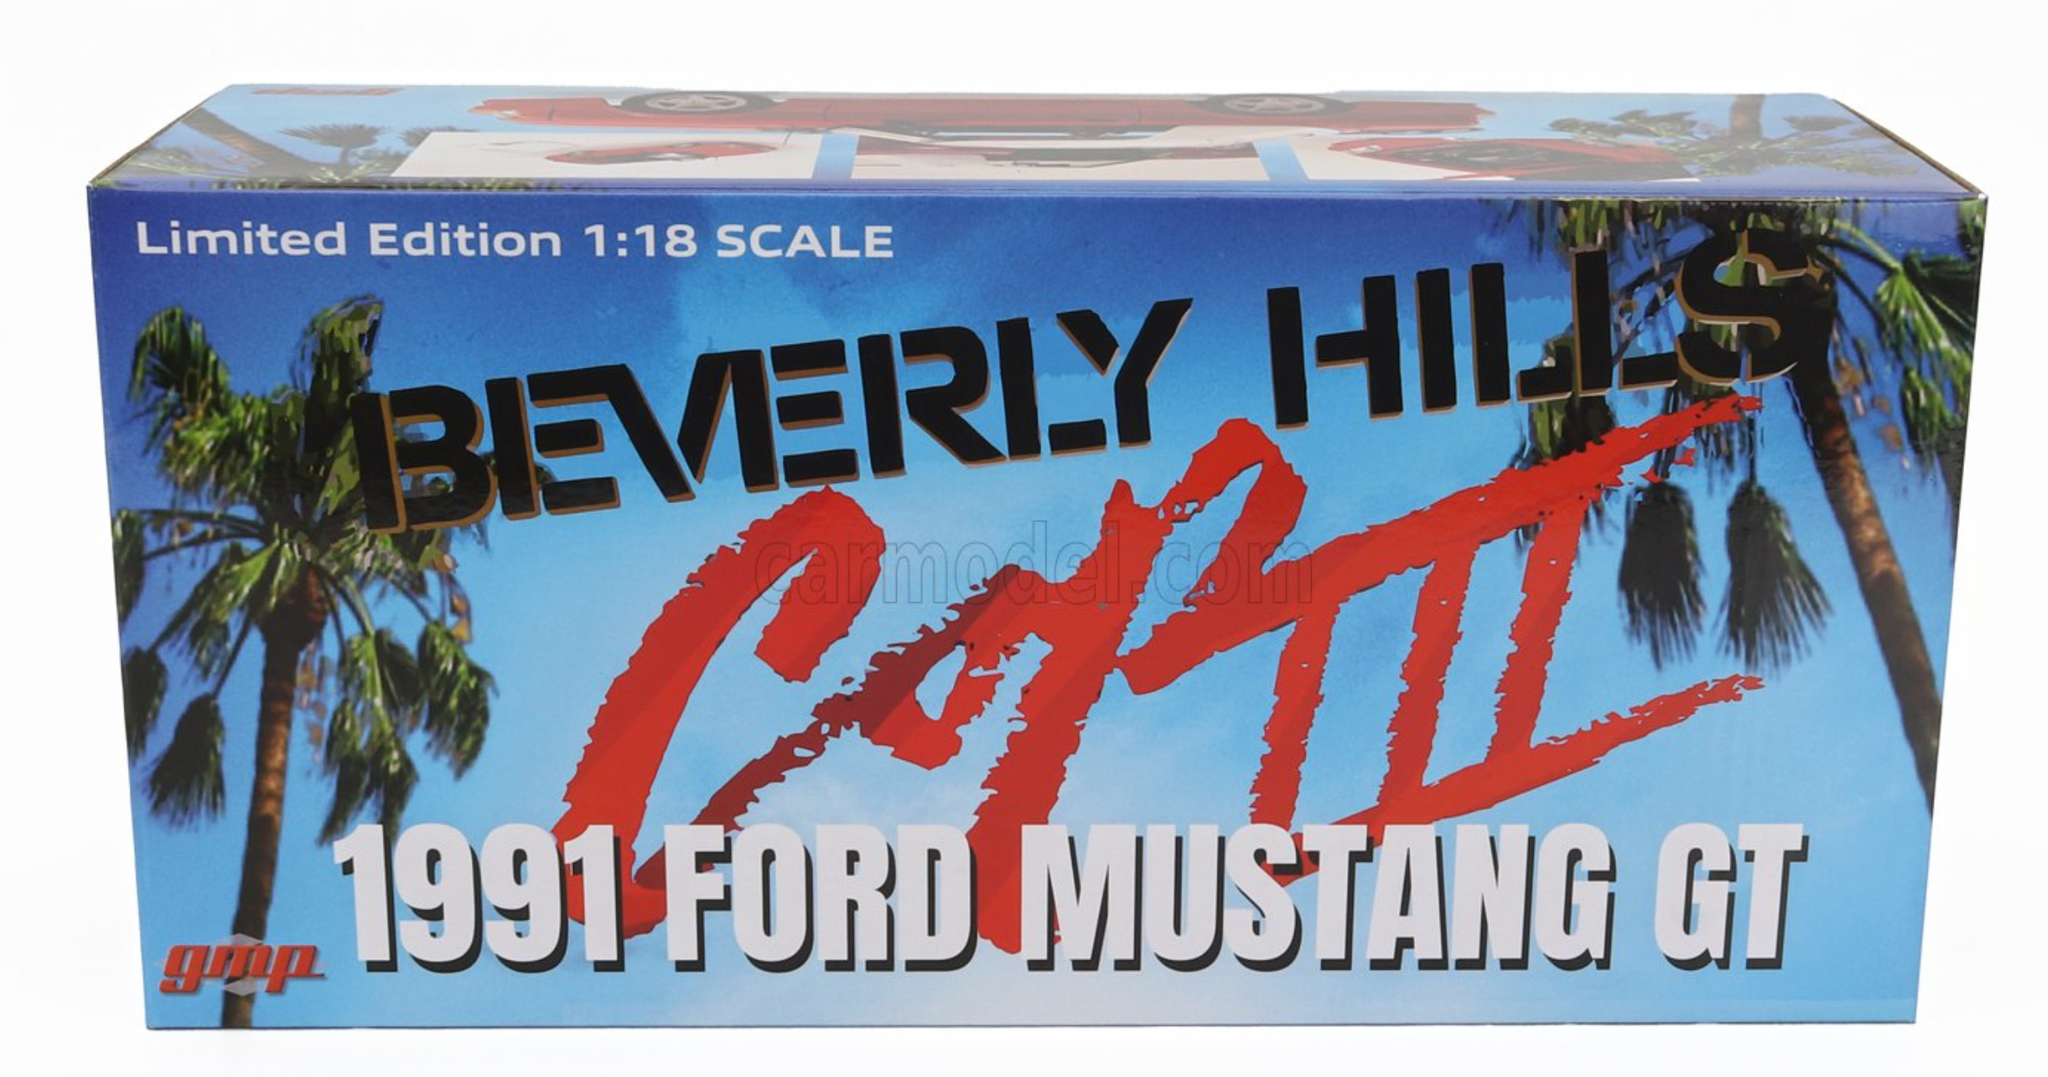 Limited Edition 1:18 SCALE
BEVERLY HILLS
COP III
carmodel.com
1991 FORD MUSTANG GT
gmp